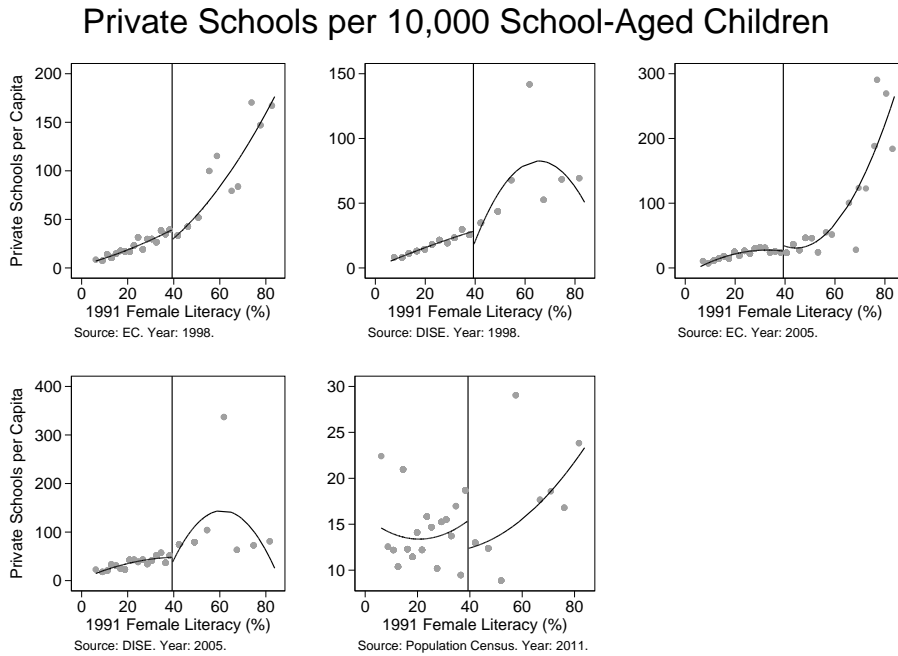 Private Schools per 10,000 School-Aged Children
Private Schools per Capita
200
150
100
50
0
0 20 40 60 80
1991 Female Literacy (%)
Source: EC. Year: 1998.
150
100
50
0
0 20 40 60 80
1991 Female Literacy (%)
Source: DISE. Year: 1998.
300
200
100
0
0 20 40 60 80
1991 Female Literacy (%)
Source: EC. Year: 2005.
Private Schools per Capita
400
300
200
100
0
0 20 40 60 80
1991 Female Literacy (%)
Source: DISE. Year: 2005.
30
25
20
15
10
0 20 40 60 80
1991 Female Literacy (%)
Source: Population Census. Year: 2011.